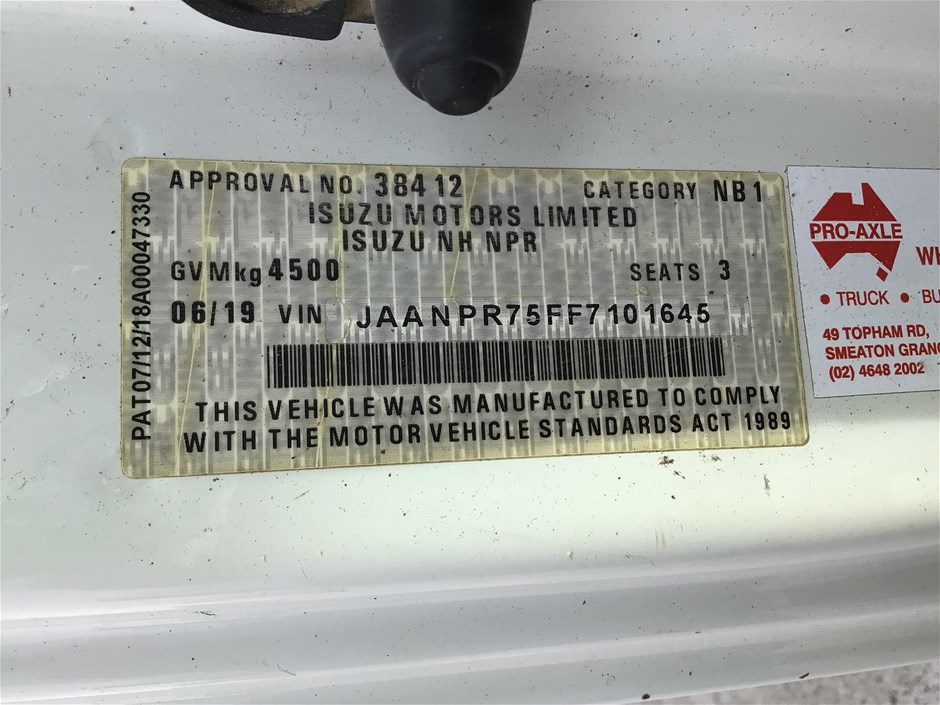 APPROVAL NO. 38412 CATEGORY NB1
ISUZU MOTORS LIMITED
ISUZU NH NPR
GVMkg 4500 SEATS 3
06/19 VIN JAANPR75FF7101645
THIS VEHICLE WAS MANUFACTURED TO COMPLY
WITH THE MOTOR VEHICLE STANDARDS ACT 1989
PAT07/12/18A00047330
PRO-AXLE
• TRUCK •
49 TOPHAM RD,
SMEATON
(02) 4648 2002